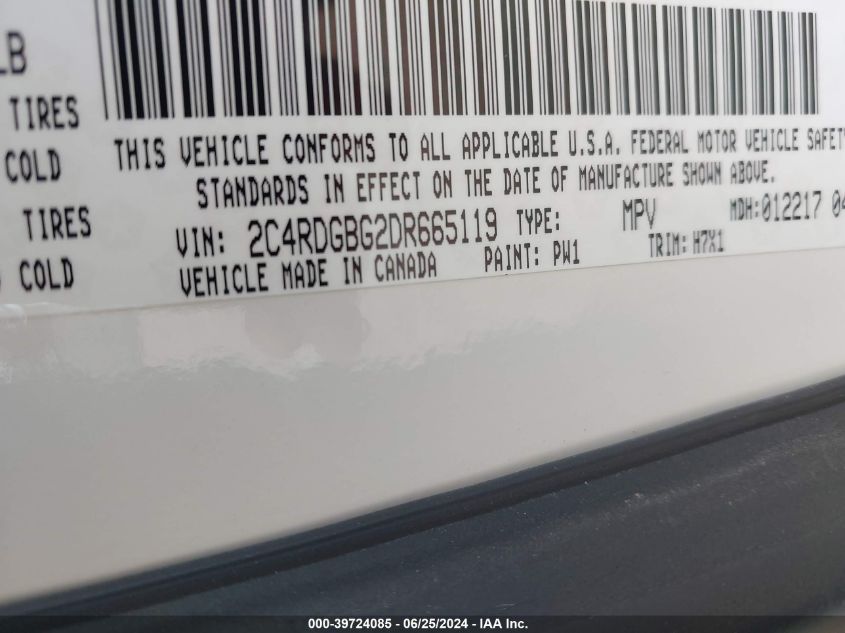 LB
TIRES
COLD
TIRES
COLD
THIS VEHICLE CONFORMS TO ALL APPLICABLE U.S.A. FEDERAL MOTOR VEHICLE SAFETY
STANDARDS IN EFFECT ON THE DATE OF MANUFACTURE SHOWN ABOVE.
VIN: 2C4RDGBG2DR665119 TYPE: MPV MDH:012217 04
VEHICLE MADE IN CANADA PAINT: PW1 TRIM: H7X1
000-39724085 - 06/25/2024 - IAA Inc.